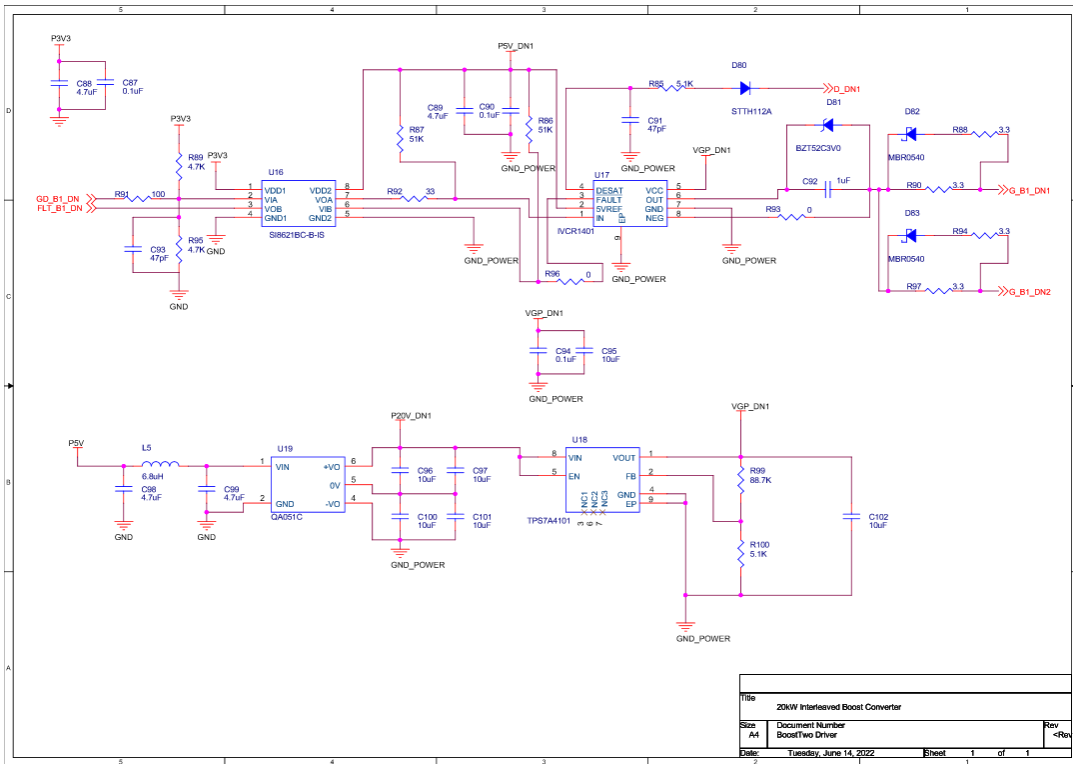 5 4 3 2 1
D
C
B
A
P3V3
C88
4.7uF
C87
0.1uF
P3V3
R89
4.7K
P3V3
GD_B1_DN
FLT_B1_DN
R91 100
C93
47pF
R95
4.7K
GND
GND
U16
1 VDD1 VDD2 8
2 VIA VOA 7
3 VOB VIB 6
4 GND1 GND2 5
SI8621BC-B-IS
R87
51K
R92 33
C89
4.7uF
C90
0.1uF
P5V_DN1
R86
51K
GND_POWER
GND_POWER
R96 0
C91
47pF
GND_POWER
R85 5.1K
D80
STTH112A
D_DN1
U17
4 DESAT VCC 5
3 FAULT OUT 6
2 5VREF GND 7
1 IN NEG 8
EP
9
IVCR1401
GND_POWER
VGP_DN1
GND_POWER
D81
BZT52C3V0
C92 1uF
R93 0
D82
MBR0540
R88 3.3
R90 3.3
G_B1_DN1
D83
MBR0540
R94 3.3
R97 3.3
G_B1_DN2
VGP_DN1
C94
0.1uF
C95
10uF
GND_POWER
P5V
L5
6.8uH
C98
4.7uF
GND
C99
4.7uF
GND
U19
1 VIN +VO 6
0V 5
2 GND -VO 4
QA051C
P20V_DN1
C96
10uF
C97
10uF
C100
10uF
C101
10uF
GND_POWER
U18
8 VIN VOUT 1
5 EN FB 2
GND 4
EP 9
NC1
NC2
NC3
3
6
7
TPS7A4101
VGP_DN1
R99
88.7K
R100
5.1K
C102
10uF
GND_POWER
Title
20kW Interleaved Boost Converter
Size
A4
Document Number
BoostTwo Driver
Rev
<Rev
Date: Tuesday, June 14, 2022 Sheet 1 of 1
5 4 3 2 1